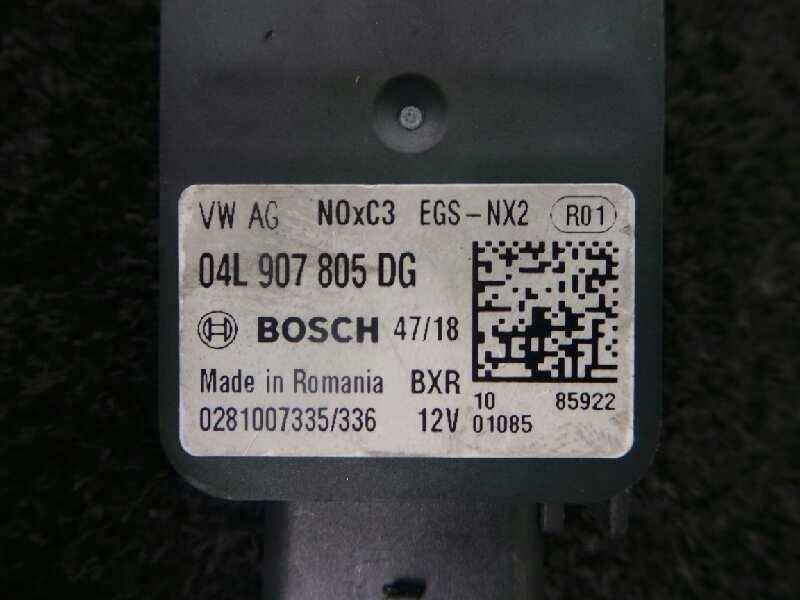 VW AG NOxC3 EGS-NX2 R01
04L 907 805 DG
BOSCH 47/18
Made in Romania BXR
10 85922
0281007335/336 12V 01085